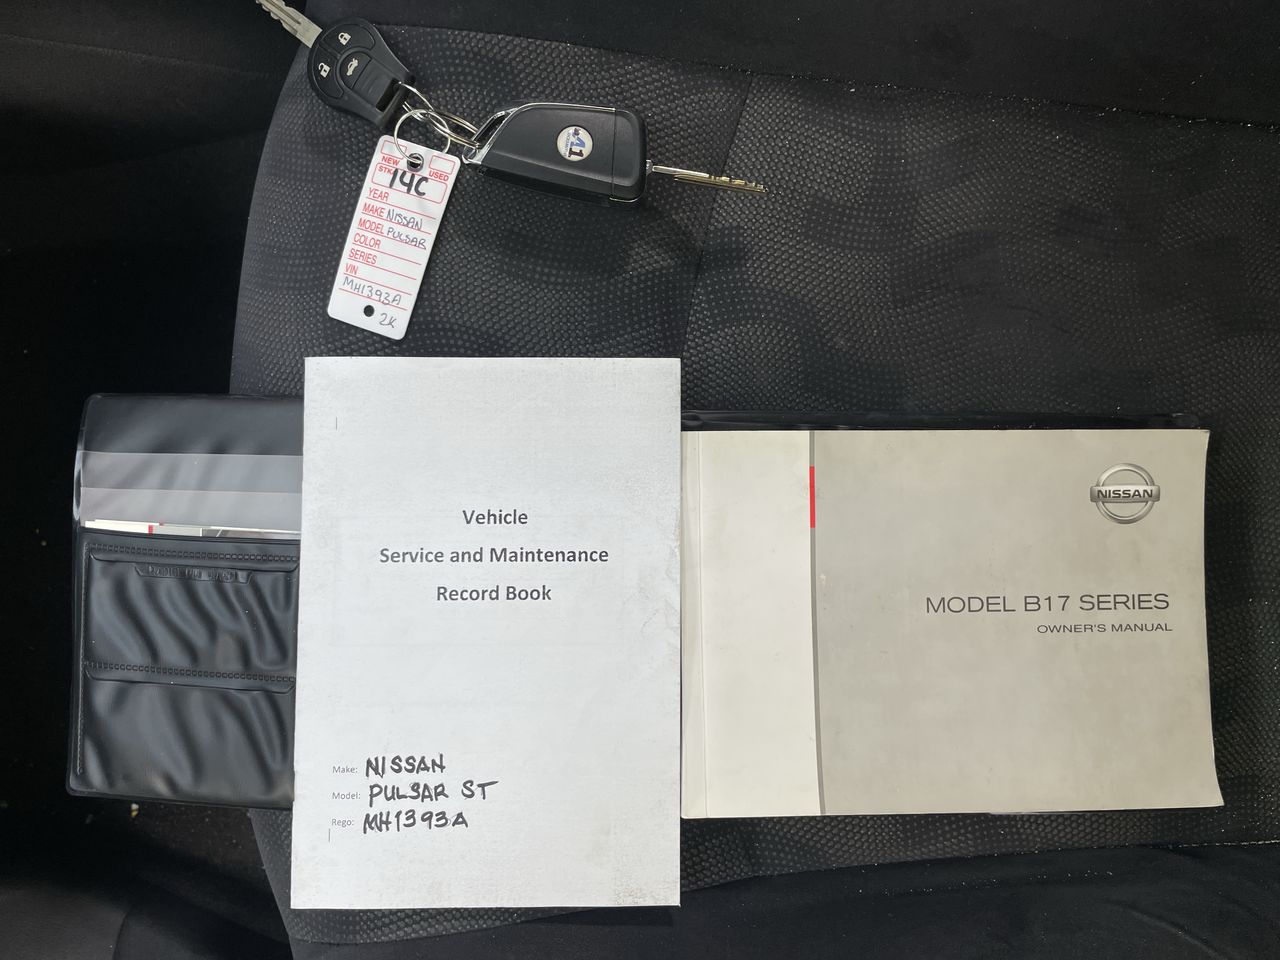 NEW
USED
STK
14C
YEAR
MAKE NISSAN
MODEL PULSAR
COLOR
SERIES
VIN
MH1393A
2K
A1
Vehicle
Service and Maintenance
Record Book
Make: NISSAN
Model: PULSAR ST
Rego: MH1393A
NISSAN
MODEL B17 SERIES
OWNER'S MANUAL